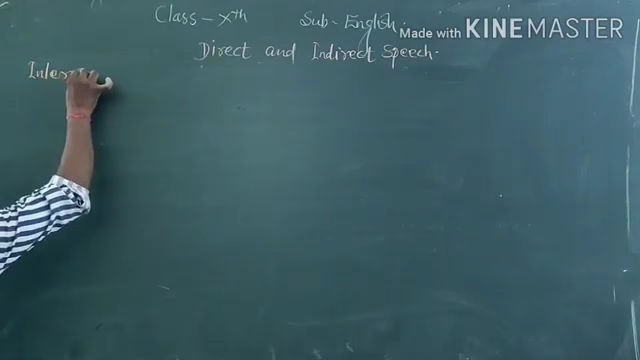 Class - Xth Sub- English.
Made with KINEMASTER
Direct and Indirect Speech.